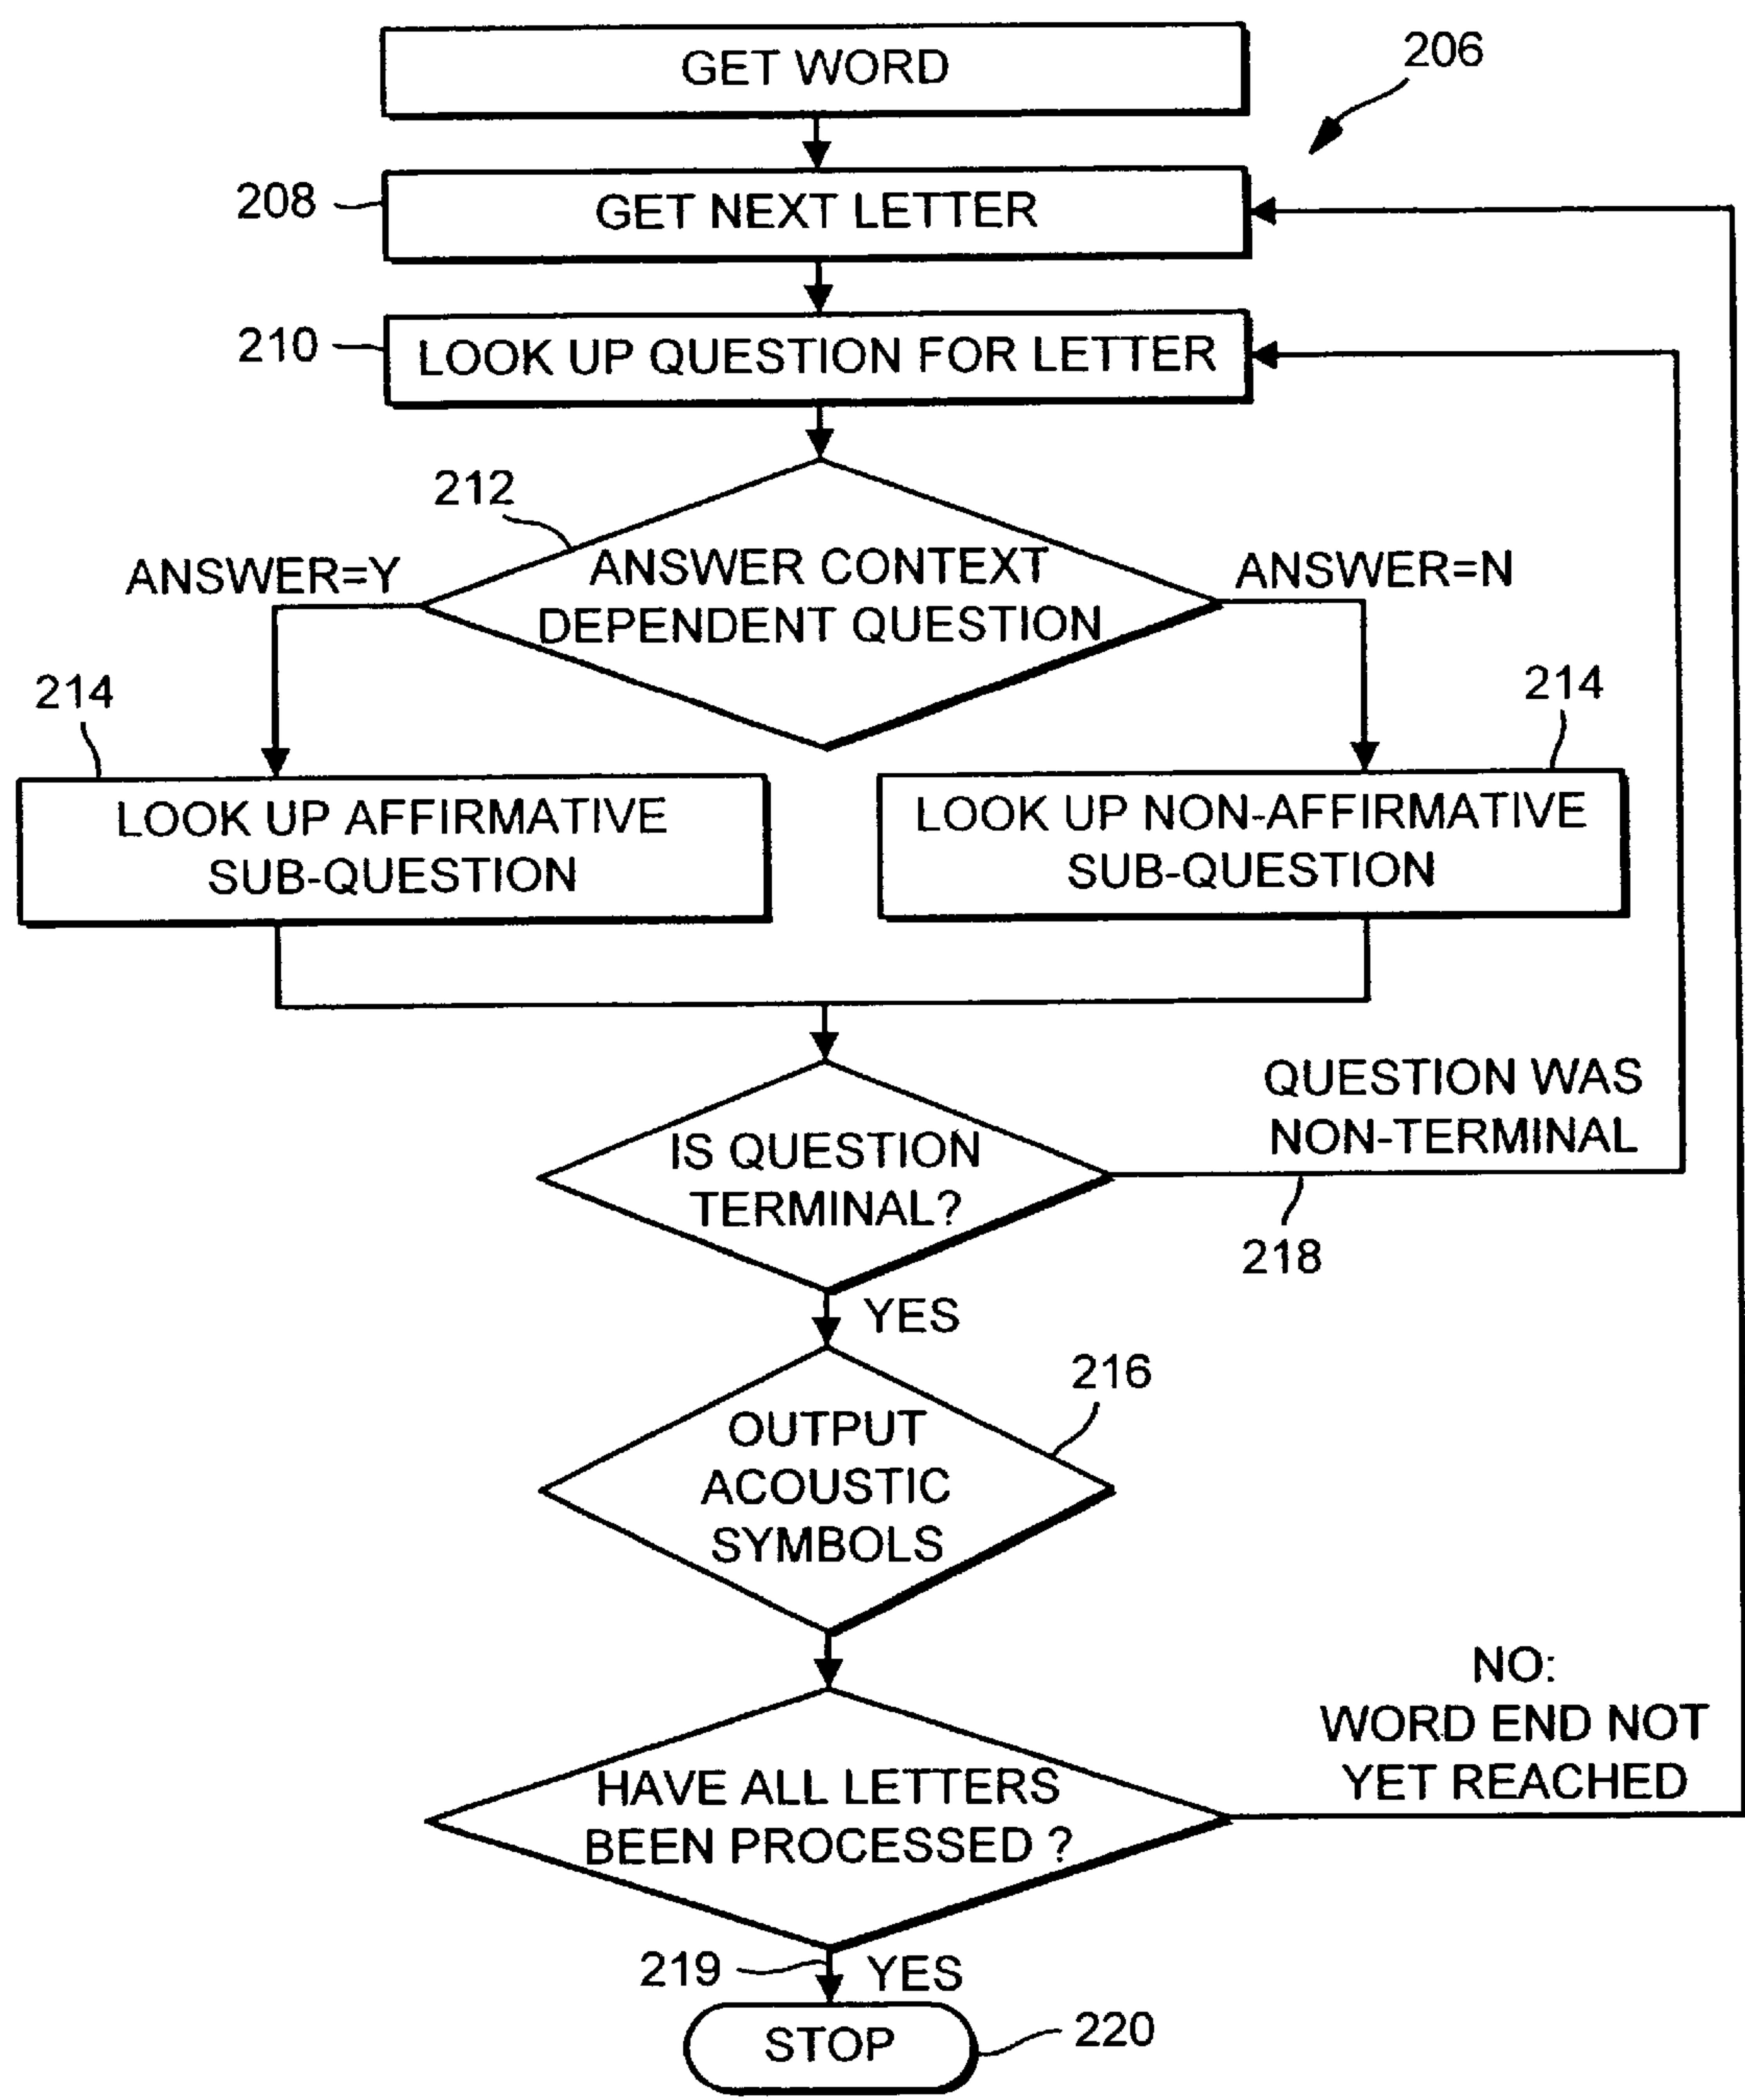 GET WORD
206
208
GET NEXT LETTER
210
LOOK UP QUESTION FOR LETTER
212
ANSWER=Y
ANSWER CONTEXT
DEPENDENT QUESTION
ANSWER=N
214
214
LOOK UP AFFIRMATIVE
SUB-QUESTION
LOOK UP NON-AFFIRMATIVE
SUB-QUESTION
QUESTION WAS
NON-TERMINAL
IS QUESTION
TERMINAL?
218
YES
216
OUTPUT
ACOUSTIC
SYMBOLS
NO:
WORD END NOT
YET REACHED
HAVE ALL LETTERS
BEEN PROCESSED ?
219
YES
STOP
220